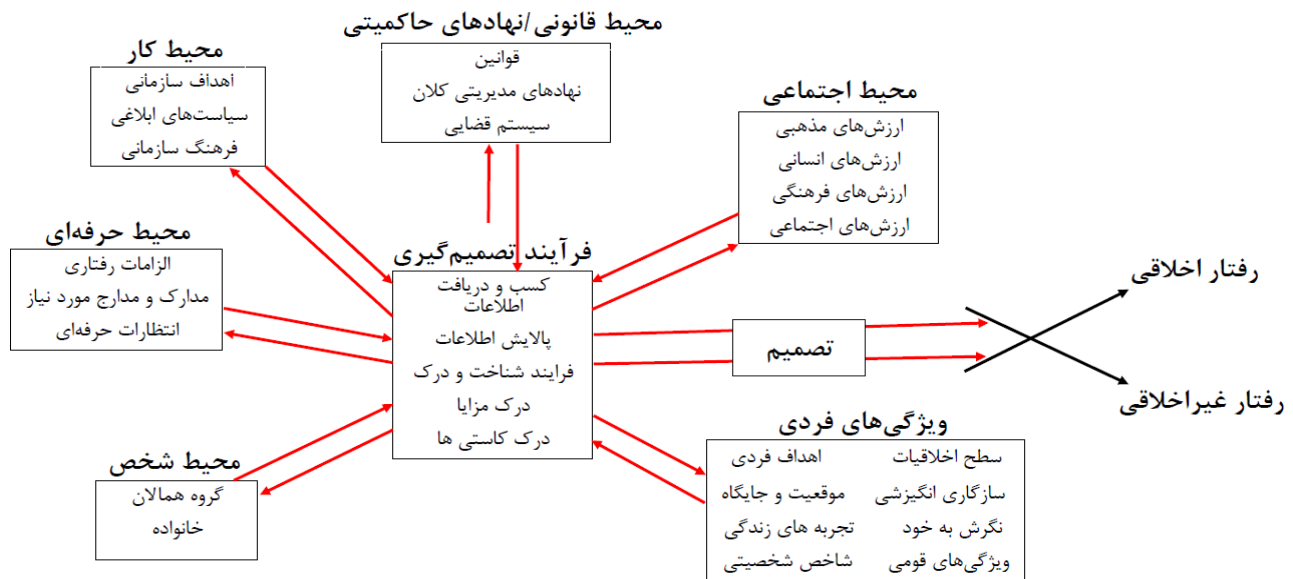 محیط قانونی/نهادهای حاکمیتی
قوانین
نهادهای مدیریتی کلان
سیستم قضایی
محیط اجتماعی
ارزش‌های مذهبی
ارزش‌های انسانی
ارزش‌های فرهنگی
ارزش‌های اجتماعی
محیط کار
اهداف سازمانی
سیاست‌های ابلاغی
فرهنگ سازمانی
محیط حرفه‌ای
الزامات رفتاری
مدارک و مدارج مورد نیاز
انتظارات حرفه‌ای
فرآیند تصمیم‌گیری
کسب و دریافت
اطلاعات
پالایش اطلاعات
فرایند شناخت و درک
درک مزایا
درک کاستی ها
تصمیم
رفتار اخلاقی
رفتار غیراخلاقی
محیط شخص
گروه همالان
خانواده
ویژگی‌های فردی
سطح اخلاقیات
اهداف فردی
سازگاری انگیزشی
موقعیت و جایگاه
نگرش به خود
تجربه های زندگی
ویژگی‌های قومی
شاخص شخصیتی